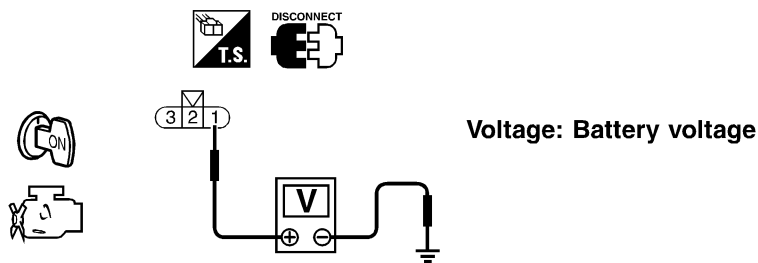 DISCONNECT
T.S.
3 2 1
ON
Voltage: Battery voltage
V
+ −